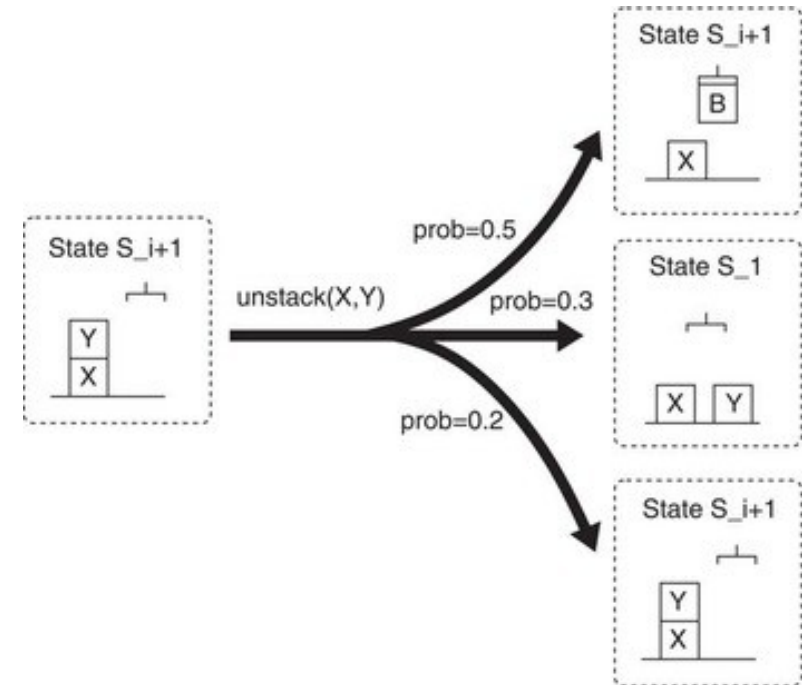 State S_i+1
Y
X
unstack(X,Y)
prob=0.5
prob=0.3
prob=0.2
State S_i+1
B
X
State S_1
X Y
State S_i+1
Y
X